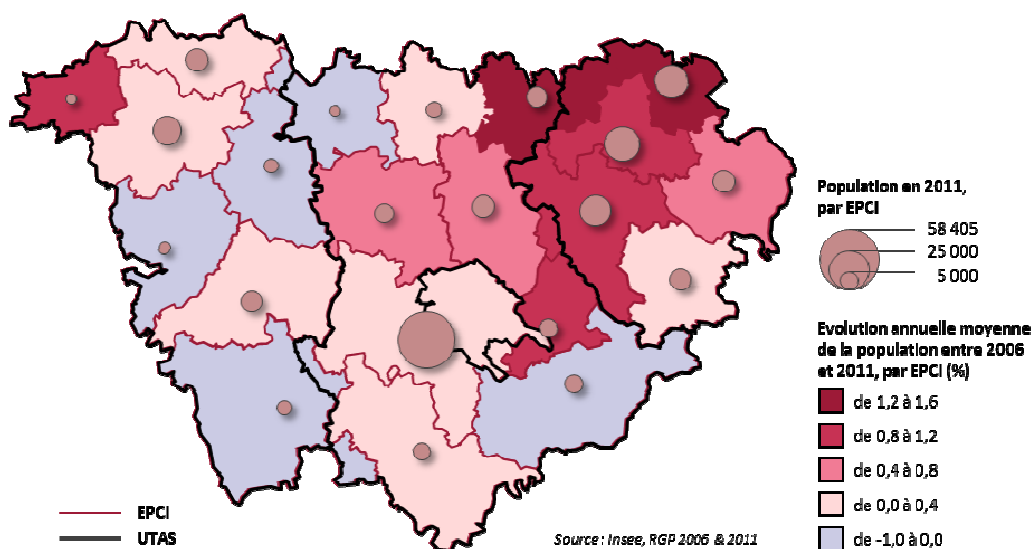 Population en 2011,
par EPCI
58 405
25 000
5 000
Evolution annuelle moyenne
de la population entre 2006
et 2011, par EPCI (%)
de 1,2 à 1,6
de 0,8 à 1,2
de 0,4 à 0,8
de 0,0 à 0,4
de -1,0 à 0,0
EPCI
UTAS
Source : Insee, RGP 2006 & 2011